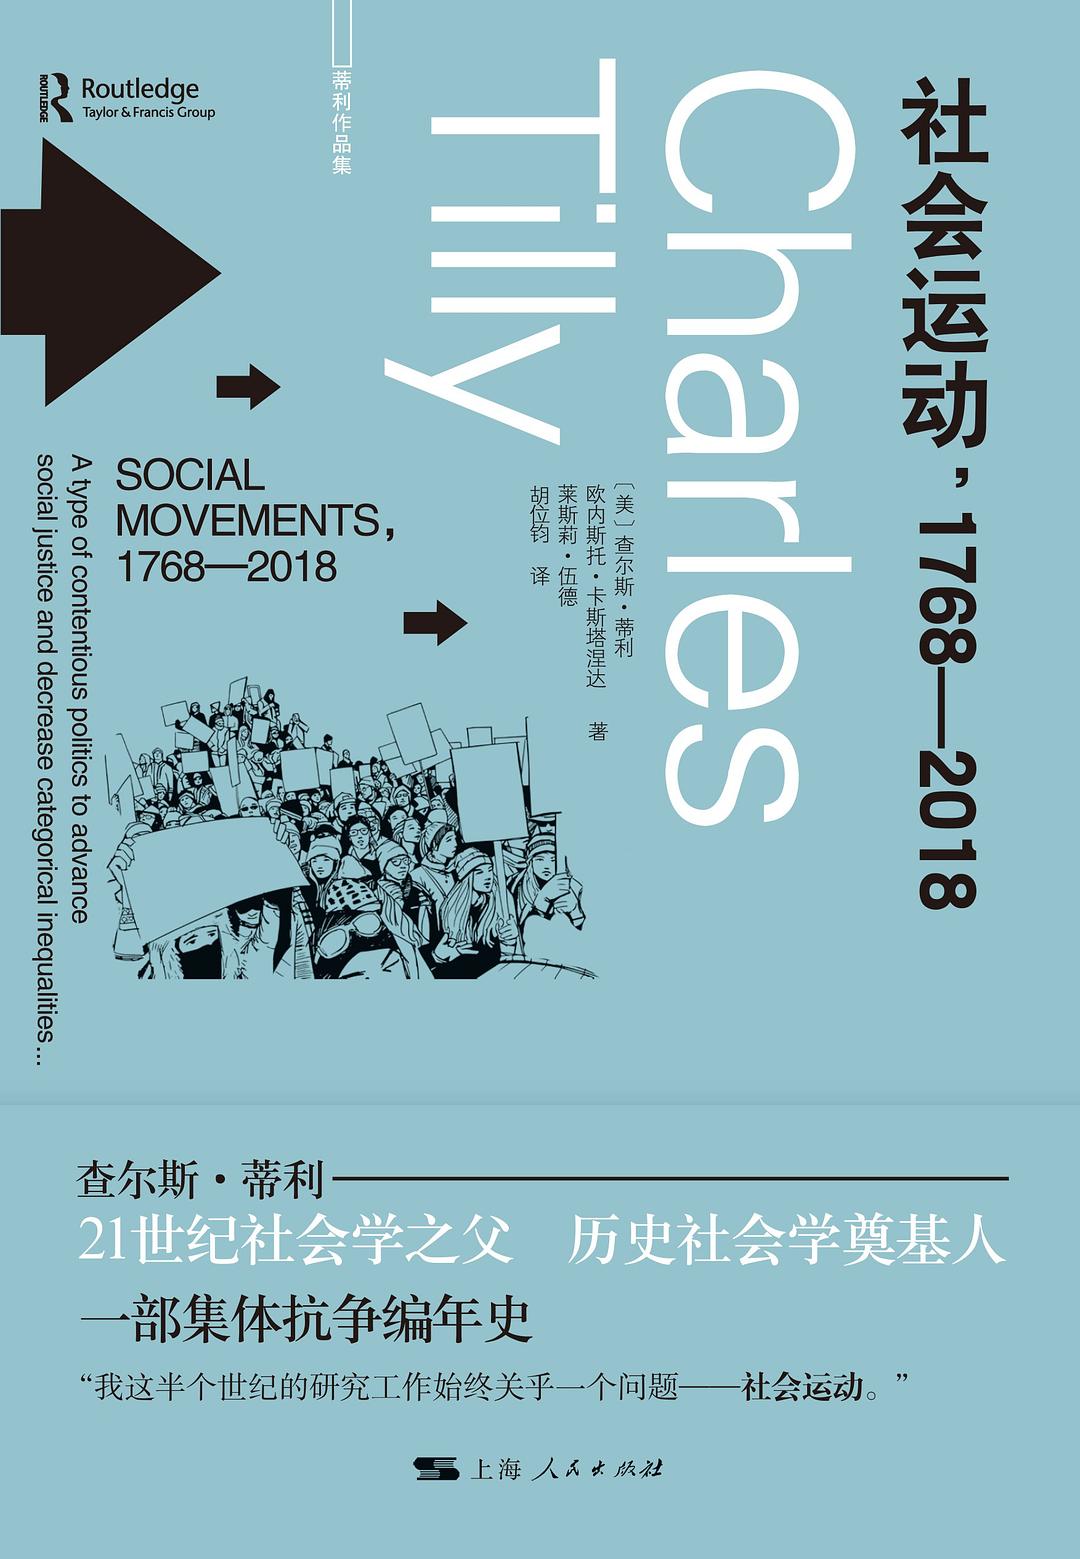 社会运动，1768—2018
Charles
Tilly
〔美〕查尔斯·蒂利
欧内斯托·卡斯塔涅达 著
莱斯莉·伍德
胡位钧 译
蒂利作品集
ROUTLEDGE
Routledge
Taylor & Francis Group
SOCIAL
MOVEMENTS,
1768—2018
A type of contentious politics to advance
social justice and decrease categorical inequalities...
查尔斯·蒂利
21世纪社会学之父 历史社会学奠基人
一部集体抗争编年史
“我这半个世纪的研究工作始终关乎一个问题——社会运动。”
上海人民出版社